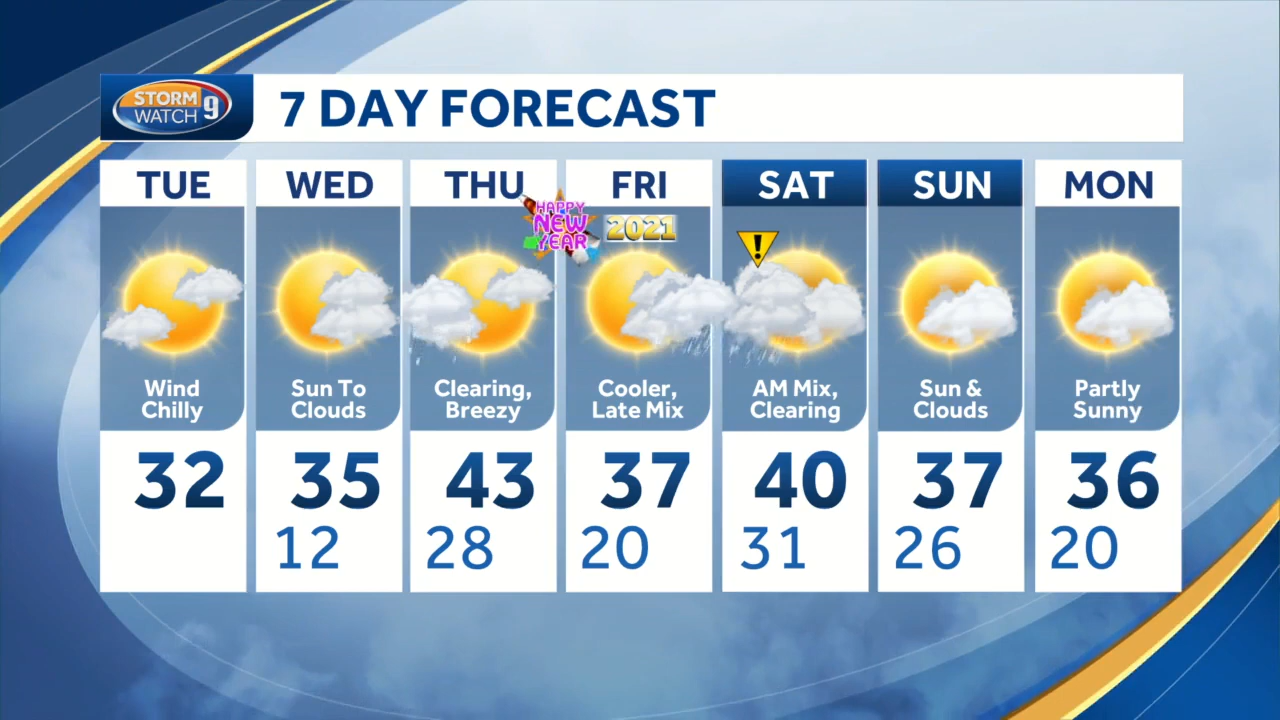 STORM
WATCH 9
7 DAY FORECAST
TUE
WED
THU
FRI
SAT
SUN
MON
HAPPY
NEW
YEAR
2021
!
Wind
Chilly
Sun To
Clouds
Clearing,
Breezy
Cooler,
Late Mix
AM Mix,
Clearing
Sun &
Clouds
Partly
Sunny
32
35
43
37
40
37
36
12
28
20
31
26
20